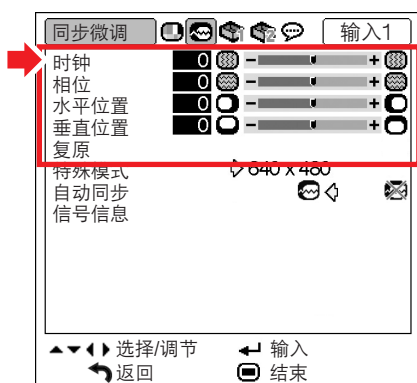 同步微调 输入1
时钟 0 - +
相位 0 - +
水平位置 0 - +
垂直位置 0 - +
复原
特殊模式 640 x 480
自动同步
信号信息
选择/调节 输入
返回 结束